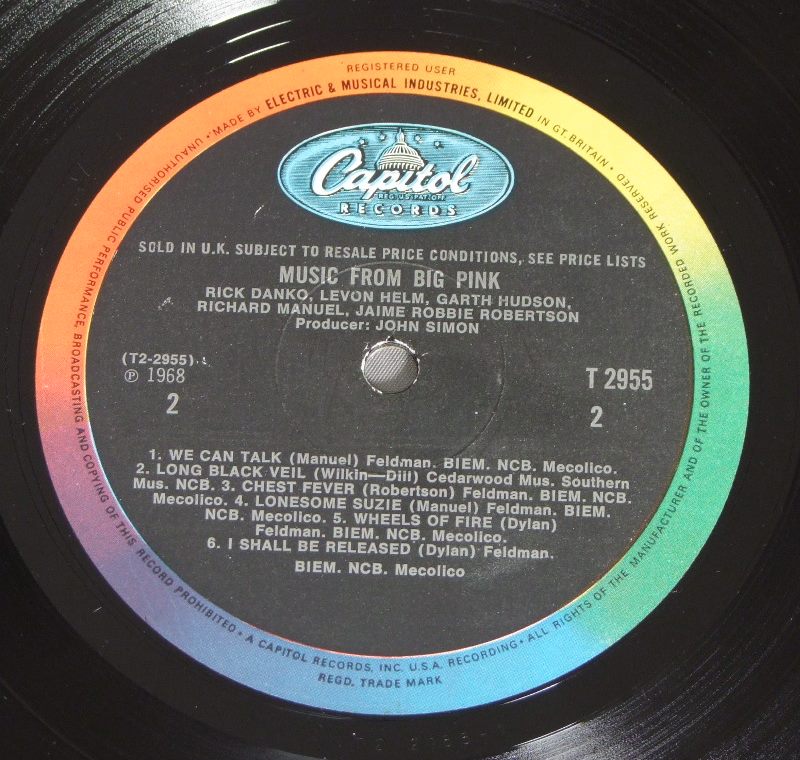 REGISTERED USER
UNAUTHORISED PUBLIC PERFORMANCE, BROADCASTING AND COPYING OF THIS RECORD PROHIBITED • A CAPITOL RECORDS, INC. U.S.A. RECORDING • ALL RIGHTS OF THE MANUFACTURER AND OF THE OWNER OF THE RECORDED WORK RESERVED
• MADE BY ELECTRIC & MUSICAL INDUSTRIES, LIMITED IN GT. BRITAIN •
Capitol
REG. U.S. PAT. OFF.
RECORDS
SOLD IN U.K. SUBJECT TO RESALE PRICE CONDITIONS, SEE PRICE LISTS
MUSIC FROM BIG PINK
RICK DANKO, LEVON HELM, GARTH HUDSON,
RICHARD MANUEL, JAIME ROBBIE ROBERTSON
Producer: JOHN SIMON
(T2-2955)
℗ 1968
2
T 2955
2
1. WE CAN TALK (Manuel) Feldman. BIEM. NCB. Mecolico.
2. LONG BLACK VEIL (Wilkin—Dill) Cedarwood Mus. Southern
Mus. NCB. 3. CHEST FEVER (Robertson) Feldman. BIEM. NCB.
Mecolico. 4. LONESOME SUZIE (Manuel) Feldman. BIEM.
NCB. Mecolico. 5. WHEELS OF FIRE (Dylan)
Feldman. BIEM. NCB. Mecolico.
6. I SHALL BE RELEASED (Dylan) Feldman.
BIEM. NCB. Mecolico
REGD. TRADE MARK